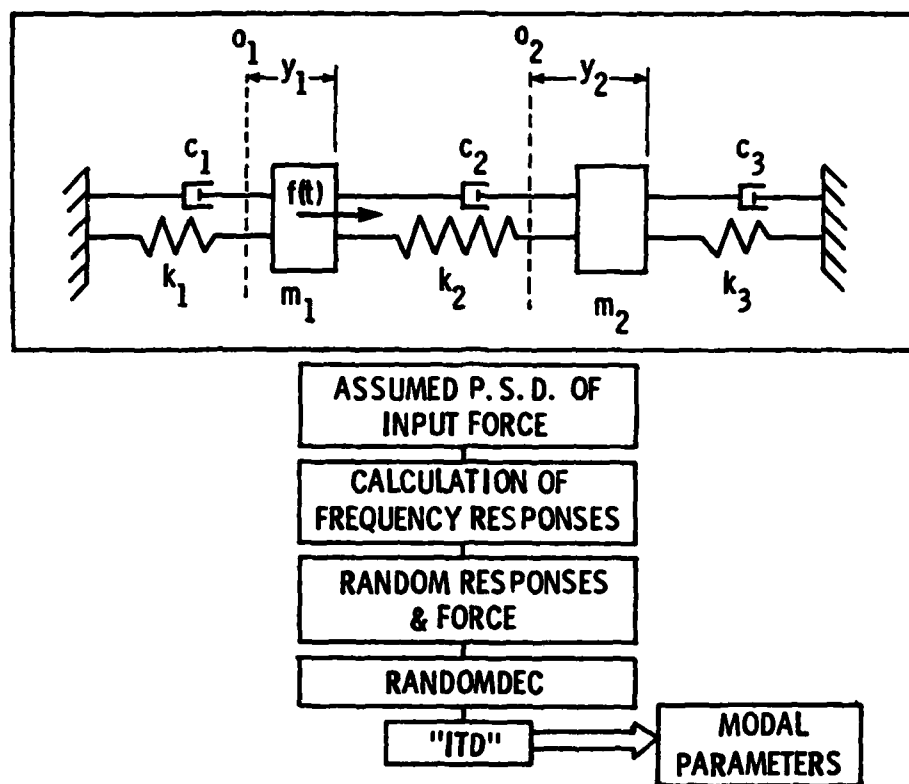 o1 o2
y1 y2
c1 c2 c3
f(t)
k1 m1 k2 m2 k3
ASSUMED P. S. D. OF
INPUT FORCE
CALCULATION OF
FREQUENCY RESPONSES
RANDOM RESPONSES
& FORCE
RANDOMDEC
"ITD"
MODAL
PARAMETERS